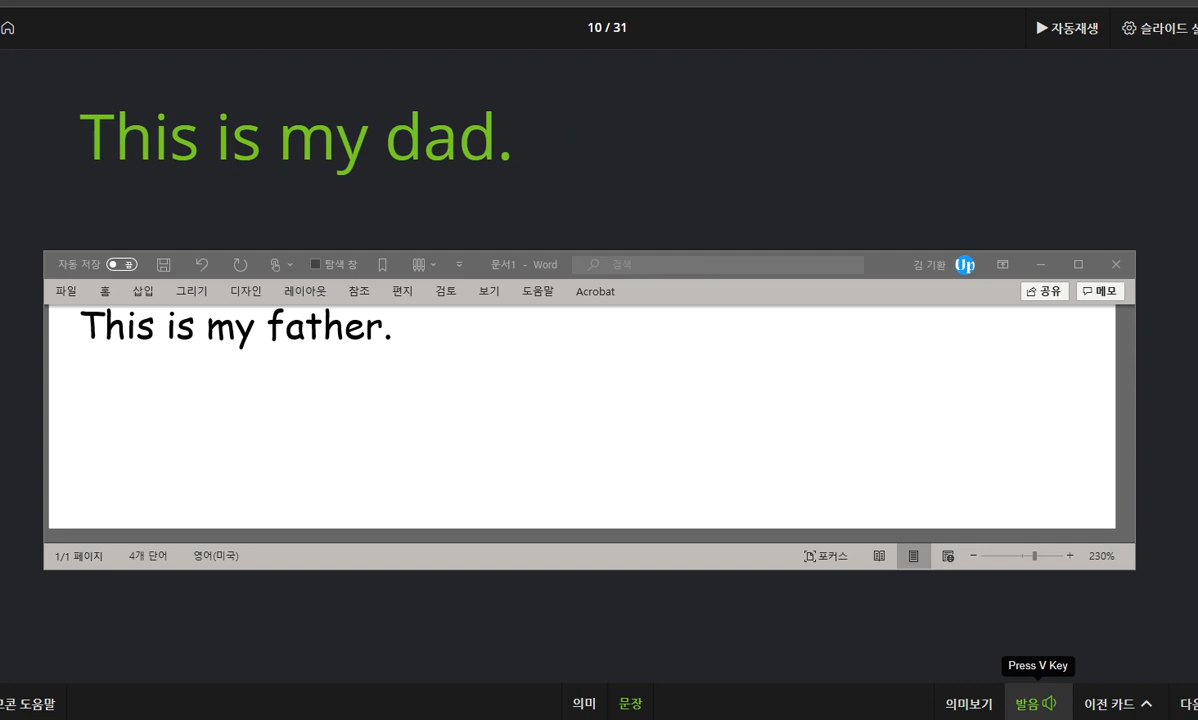 10 / 31
▶ 자동재생
슬라이드
This is my dad.
자동 저장 끔
탐색 창
문서1 - Word
검색
김 기환
Up
파일 홈 삽입 그리기 디자인 레이아웃 참조 편지 검토 보기 도움말 Acrobat
공유 메모
This is my father.
1/1 페이지 4개 단어 영어(미국)
포커스
− + 230%
Press V Key
도움말
의미 문장
의미보기 발음 이전 카드